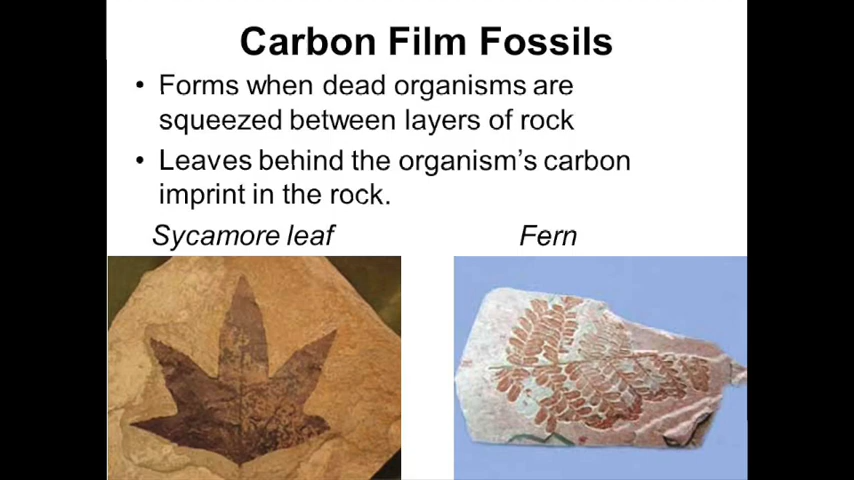 Carbon Film Fossils
• Forms when dead organisms are
squeezed between layers of rock
• Leaves behind the organism's carbon
imprint in the rock.
Sycamore leaf
Fern